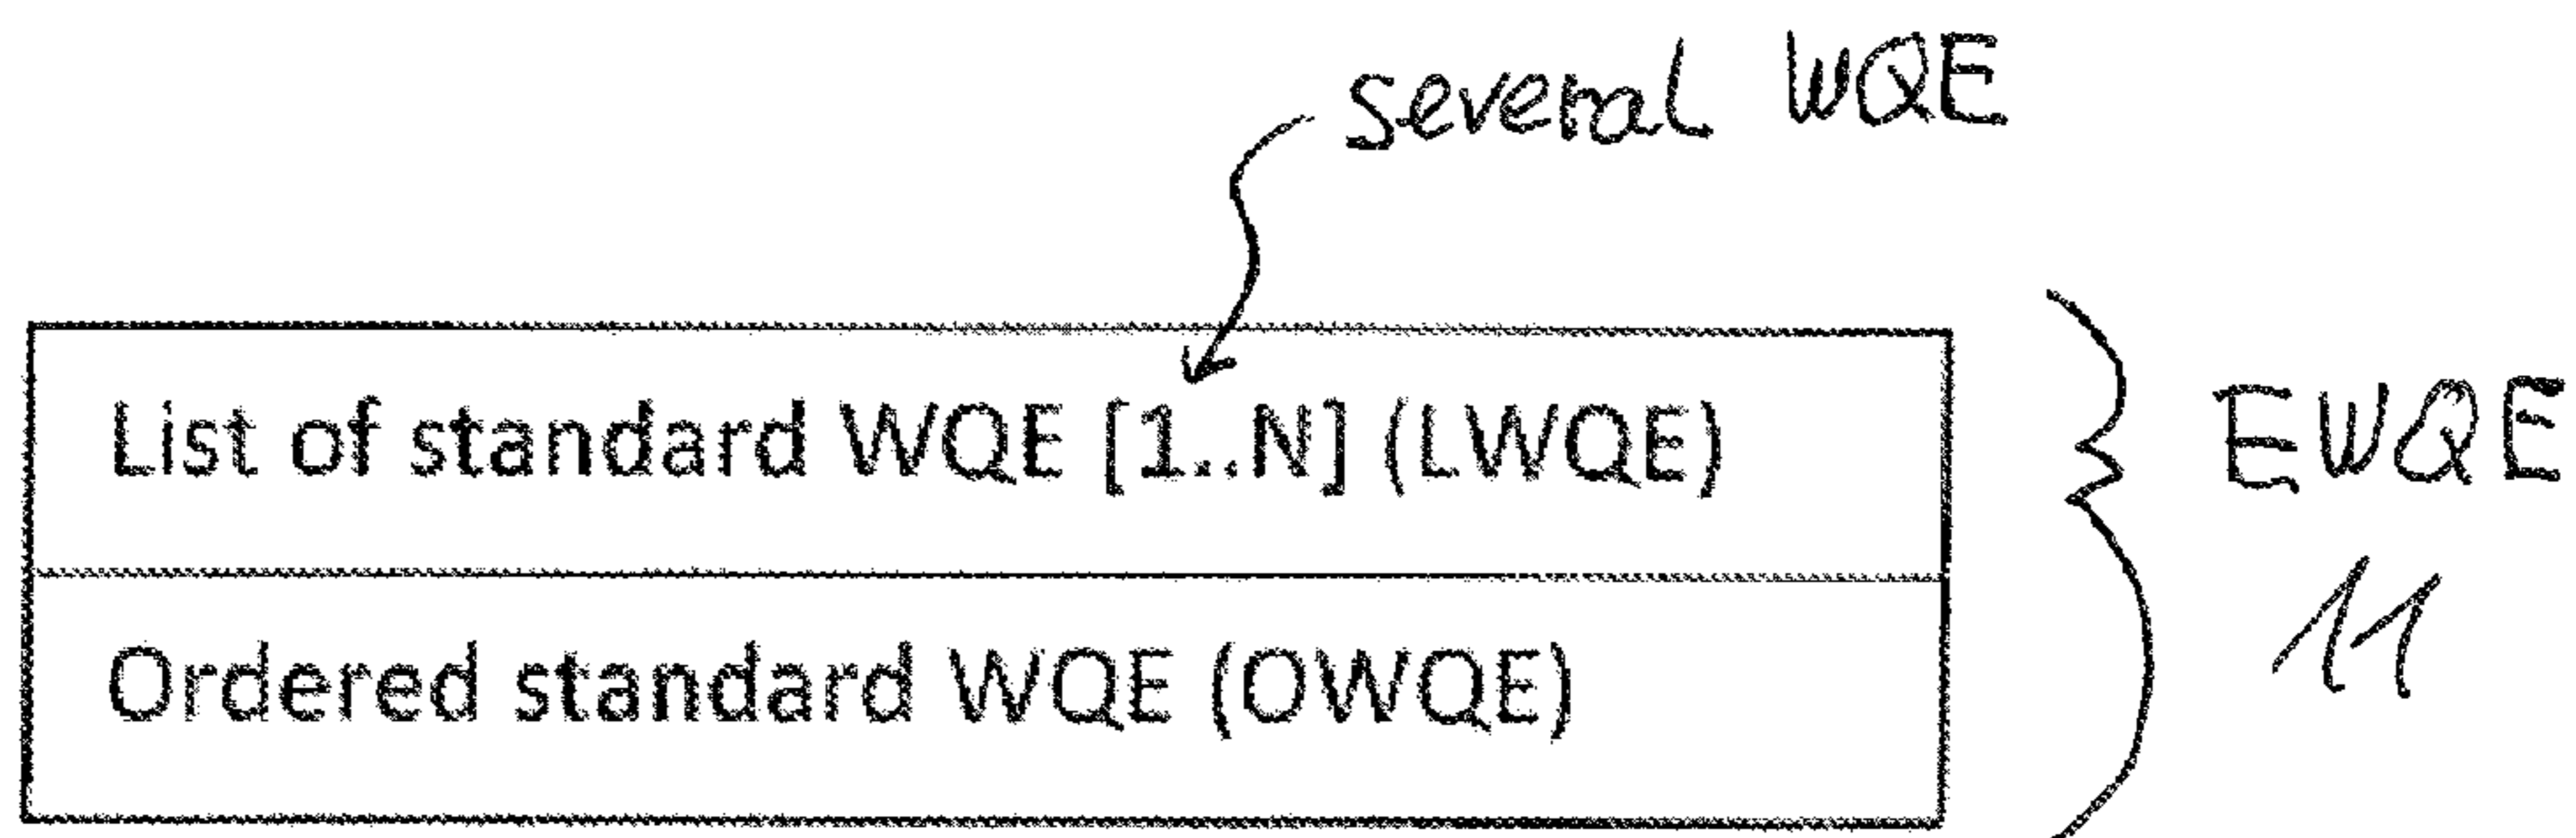 several WQE
List of standard WQE [1..N] (LWQE)
EWQE
11
Ordered standard WQE (OWQE)